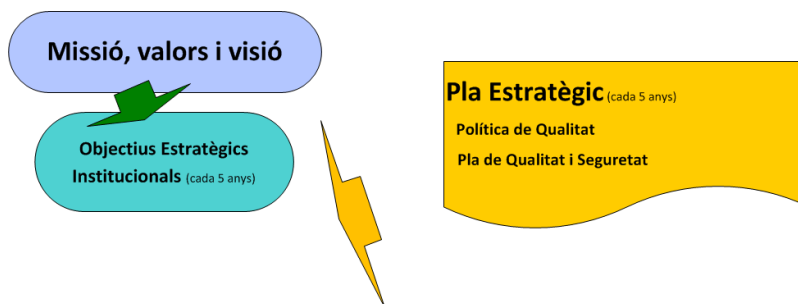 Missió, valors i visió
Objectius Estratègics
Institucionals (cada 5 anys)
Pla Estratègic (cada 5 anys)
Política de Qualitat
Pla de Qualitat i Seguretat